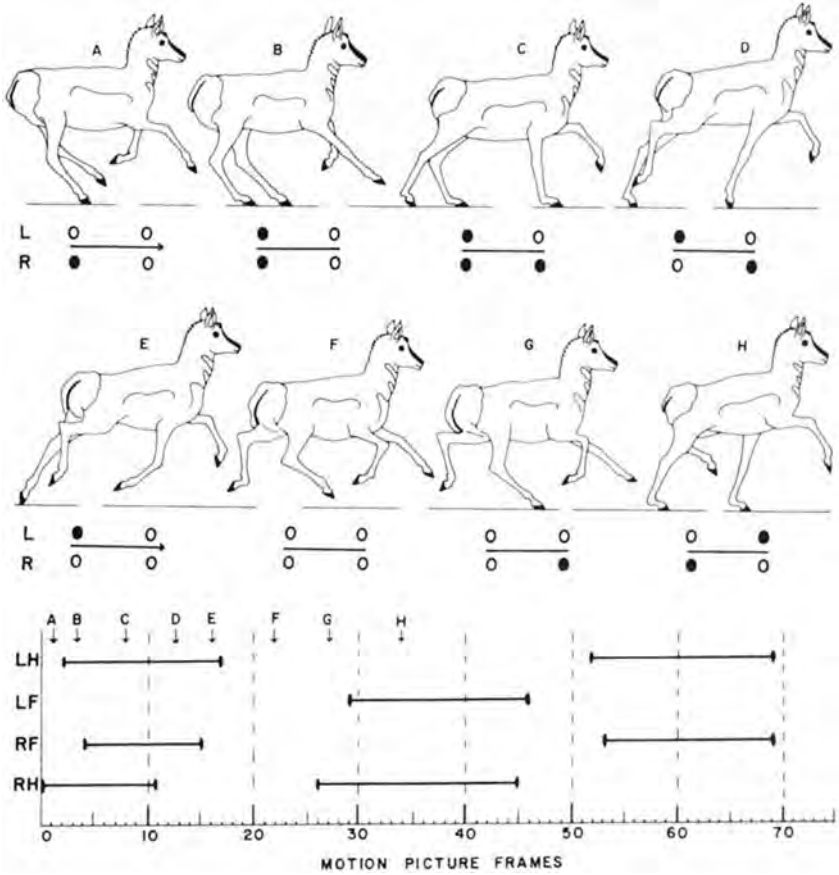 A B C D
L
R
E F G H
L
R
A B C D E F G H
LH
LF
RF
RH
0 10 20 30 40 50 60 70
MOTION PICTURE FRAMES